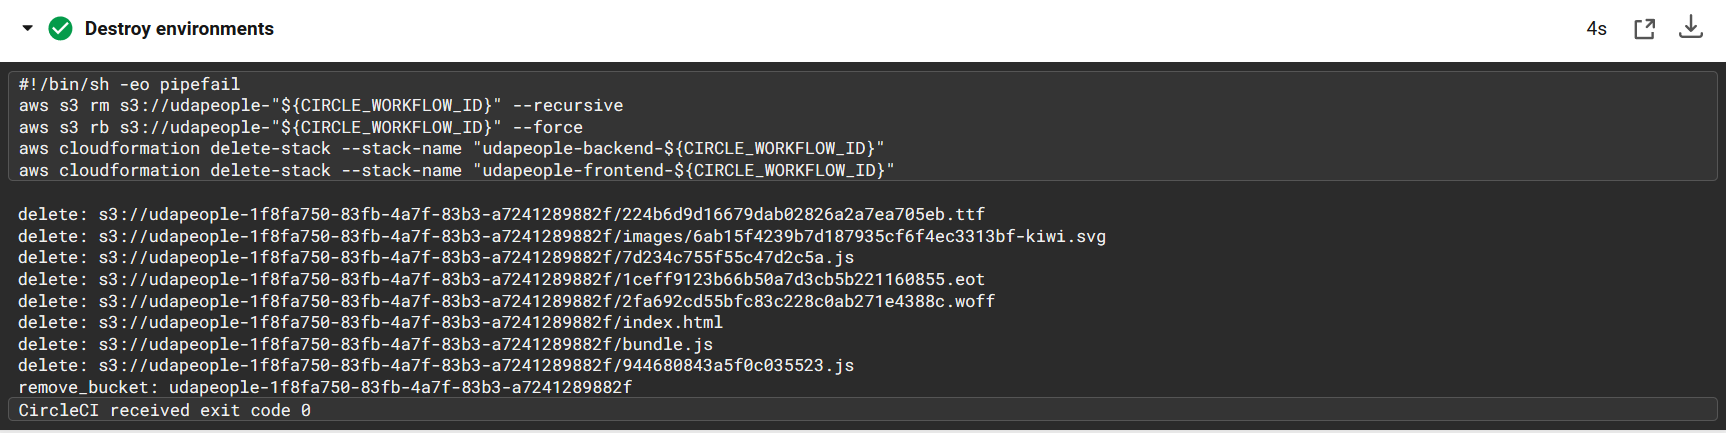 Destroy environments
4s
#!/bin/sh -eo pipefail
aws s3 rm s3://udapeople-"${CIRCLE_WORKFLOW_ID}" --recursive
aws s3 rb s3://udapeople-"${CIRCLE_WORKFLOW_ID}" --force
aws cloudformation delete-stack --stack-name "udapeople-backend-${CIRCLE_WORKFLOW_ID}"
aws cloudformation delete-stack --stack-name "udapeople-frontend-${CIRCLE_WORKFLOW_ID}"
delete: s3://udapeople-1f8fa750-83fb-4a7f-83b3-a7241289882f/224b6d9d16679dab02826a2a7ea705eb.ttf
delete: s3://udapeople-1f8fa750-83fb-4a7f-83b3-a7241289882f/images/6ab15f4239b7d187935cf6f4ec3313bf-kiwi.svg
delete: s3://udapeople-1f8fa750-83fb-4a7f-83b3-a7241289882f/7d234c755f55c47d2c5a.js
delete: s3://udapeople-1f8fa750-83fb-4a7f-83b3-a7241289882f/1ceff9123b66b50a7d3cb5b221160855.eot
delete: s3://udapeople-1f8fa750-83fb-4a7f-83b3-a7241289882f/2fa692cd55bfc83c228c0ab271e4388c.woff
delete: s3://udapeople-1f8fa750-83fb-4a7f-83b3-a7241289882f/index.html
delete: s3://udapeople-1f8fa750-83fb-4a7f-83b3-a7241289882f/bundle.js
delete: s3://udapeople-1f8fa750-83fb-4a7f-83b3-a7241289882f/944680843a5f0c035523.js
remove_bucket: udapeople-1f8fa750-83fb-4a7f-83b3-a7241289882f
CircleCI received exit code 0